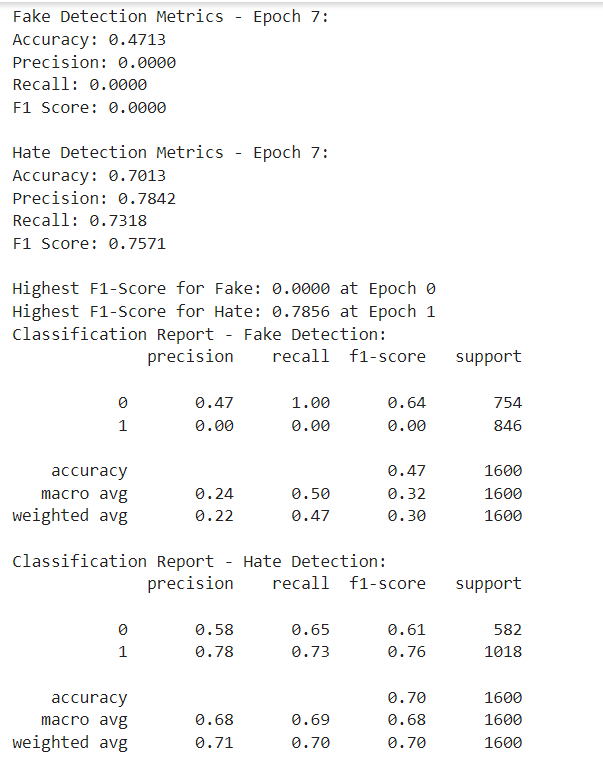 Fake Detection Metrics - Epoch 7:
Accuracy: 0.4713
Precision: 0.0000
Recall: 0.0000
F1 Score: 0.0000
Hate Detection Metrics - Epoch 7:
Accuracy: 0.7013
Precision: 0.7842
Recall: 0.7318
F1 Score: 0.7571
Highest F1-Score for Fake: 0.0000 at Epoch 0
Highest F1-Score for Hate: 0.7856 at Epoch 1
Classification Report - Fake Detection:
precision recall f1-score support
0 0.47 1.00 0.64 754
1 0.00 0.00 0.00 846
accuracy 0.47 1600
macro avg 0.24 0.50 0.32 1600
weighted avg 0.22 0.47 0.30 1600
Classification Report - Hate Detection:
precision recall f1-score support
0 0.58 0.65 0.61 582
1 0.78 0.73 0.76 1018
accuracy 0.70 1600
macro avg 0.68 0.69 0.68 1600
weighted avg 0.71 0.70 0.70 1600